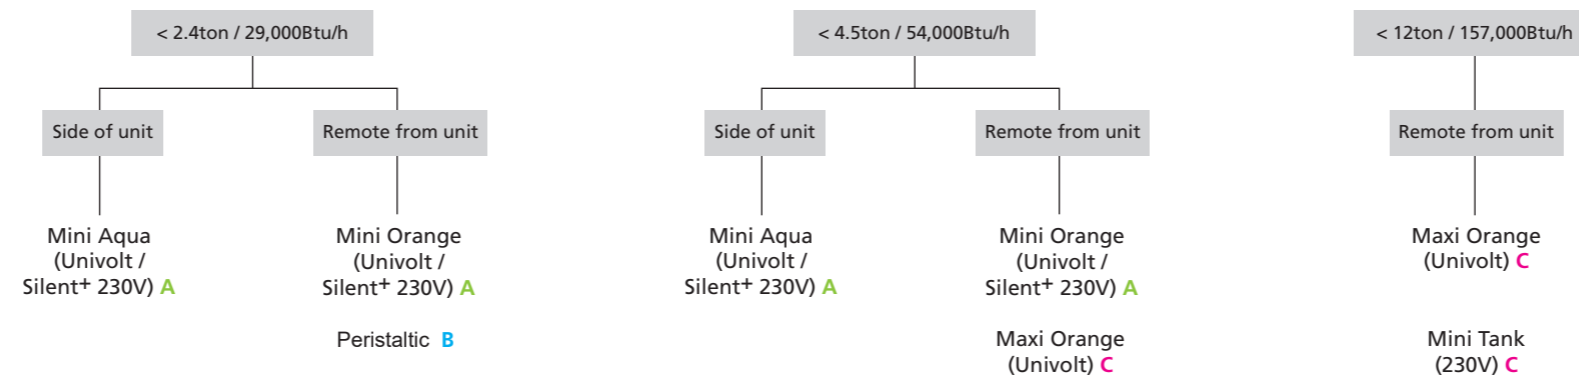 < 2.4ton / 29,000Btu/h
Side of unit
Mini Aqua
(Univolt /
Silent+ 230V) A
Remote from unit
Mini Orange
(Univolt /
Silent+ 230V) A
Peristaltic B
< 4.5ton / 54,000Btu/h
Side of unit
Mini Aqua
(Univolt /
Silent+ 230V) A
Remote from unit
Mini Orange
(Univolt /
Silent+ 230V) A
Maxi Orange
(Univolt) C
< 12ton / 157,000Btu/h
Remote from unit
Maxi Orange
(Univolt) C
Mini Tank
(230V) C